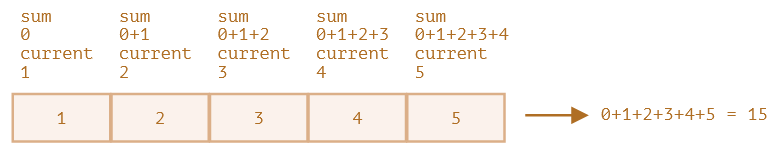 sum sum sum sum sum
0 0+1 0+1+2 0+1+2+3 0+1+2+3+4
current current current current current
1 2 3 4 5
1 2 3 4 5 0+1+2+3+4+5 = 15